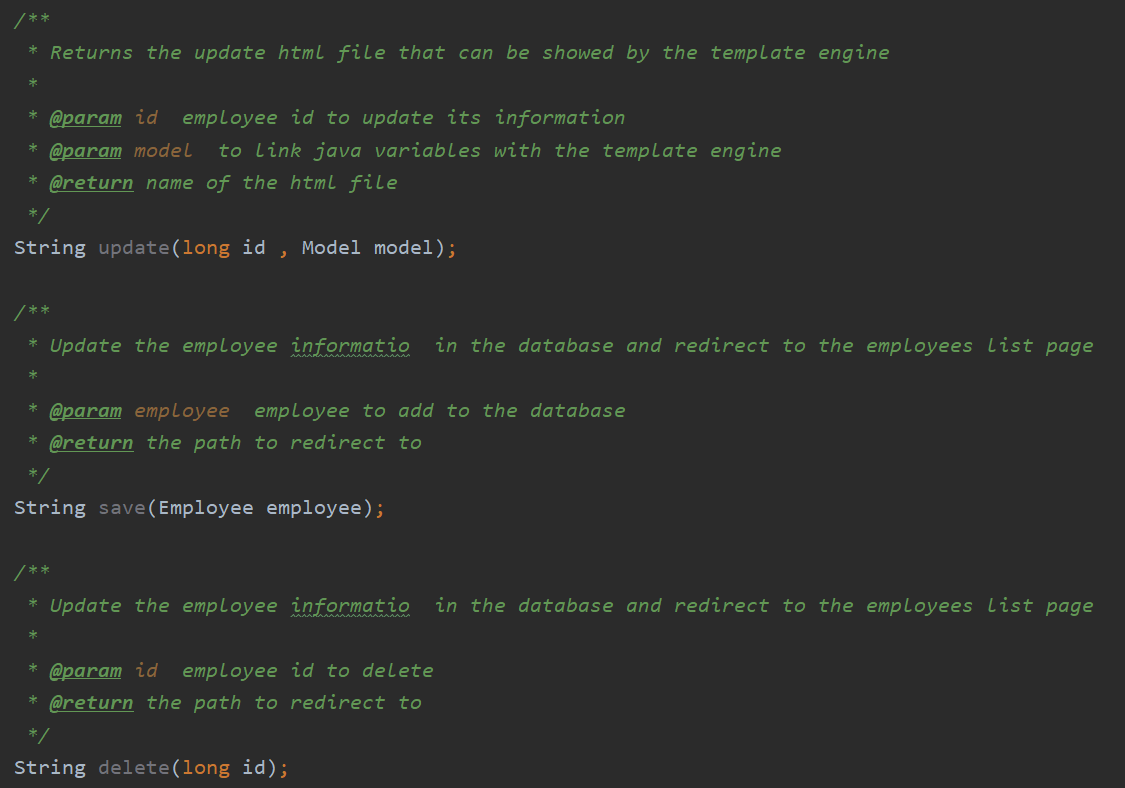 /**
 * Returns the update html file that can be showed by the template engine
 *
 * @param id  employee id to update its information
 * @param model  to link java variables with the template engine
 * @return name of the html file
 */
String update(long id , Model model);
/**
 * Update the employee informatio  in the database and redirect to the employees list page
 *
 * @param employee  employee to add to the database
 * @return the path to redirect to
 */
String save(Employee employee);
/**
 * Update the employee informatio  in the database and redirect to the employees list page
 *
 * @param id  employee id to delete
 * @return the path to redirect to
 */
String delete(long id);